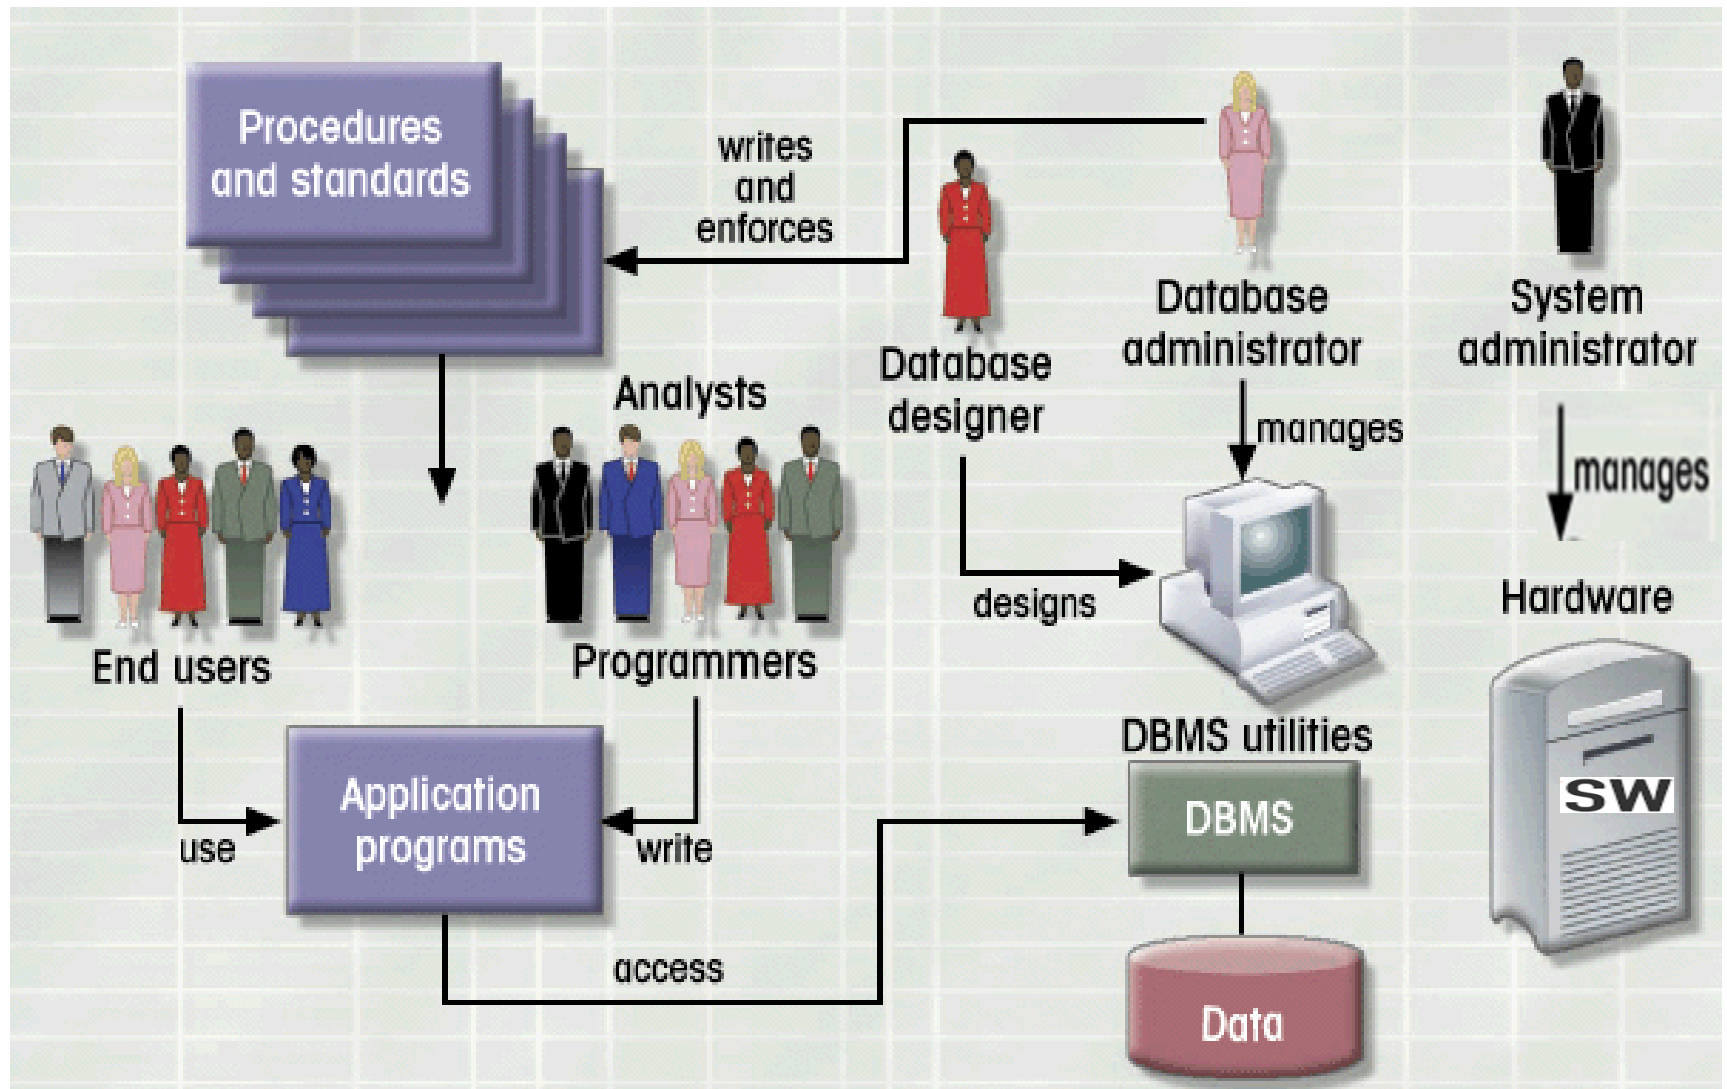 Procedures
and standards
writes
and
enforces
Database
administrator
System
administrator
Database
designer
Analysts
manages
manages
designs
Hardware
End users
Programmers
DBMS utilities
Application
programs
use
write
DBMS
SW
access
Data